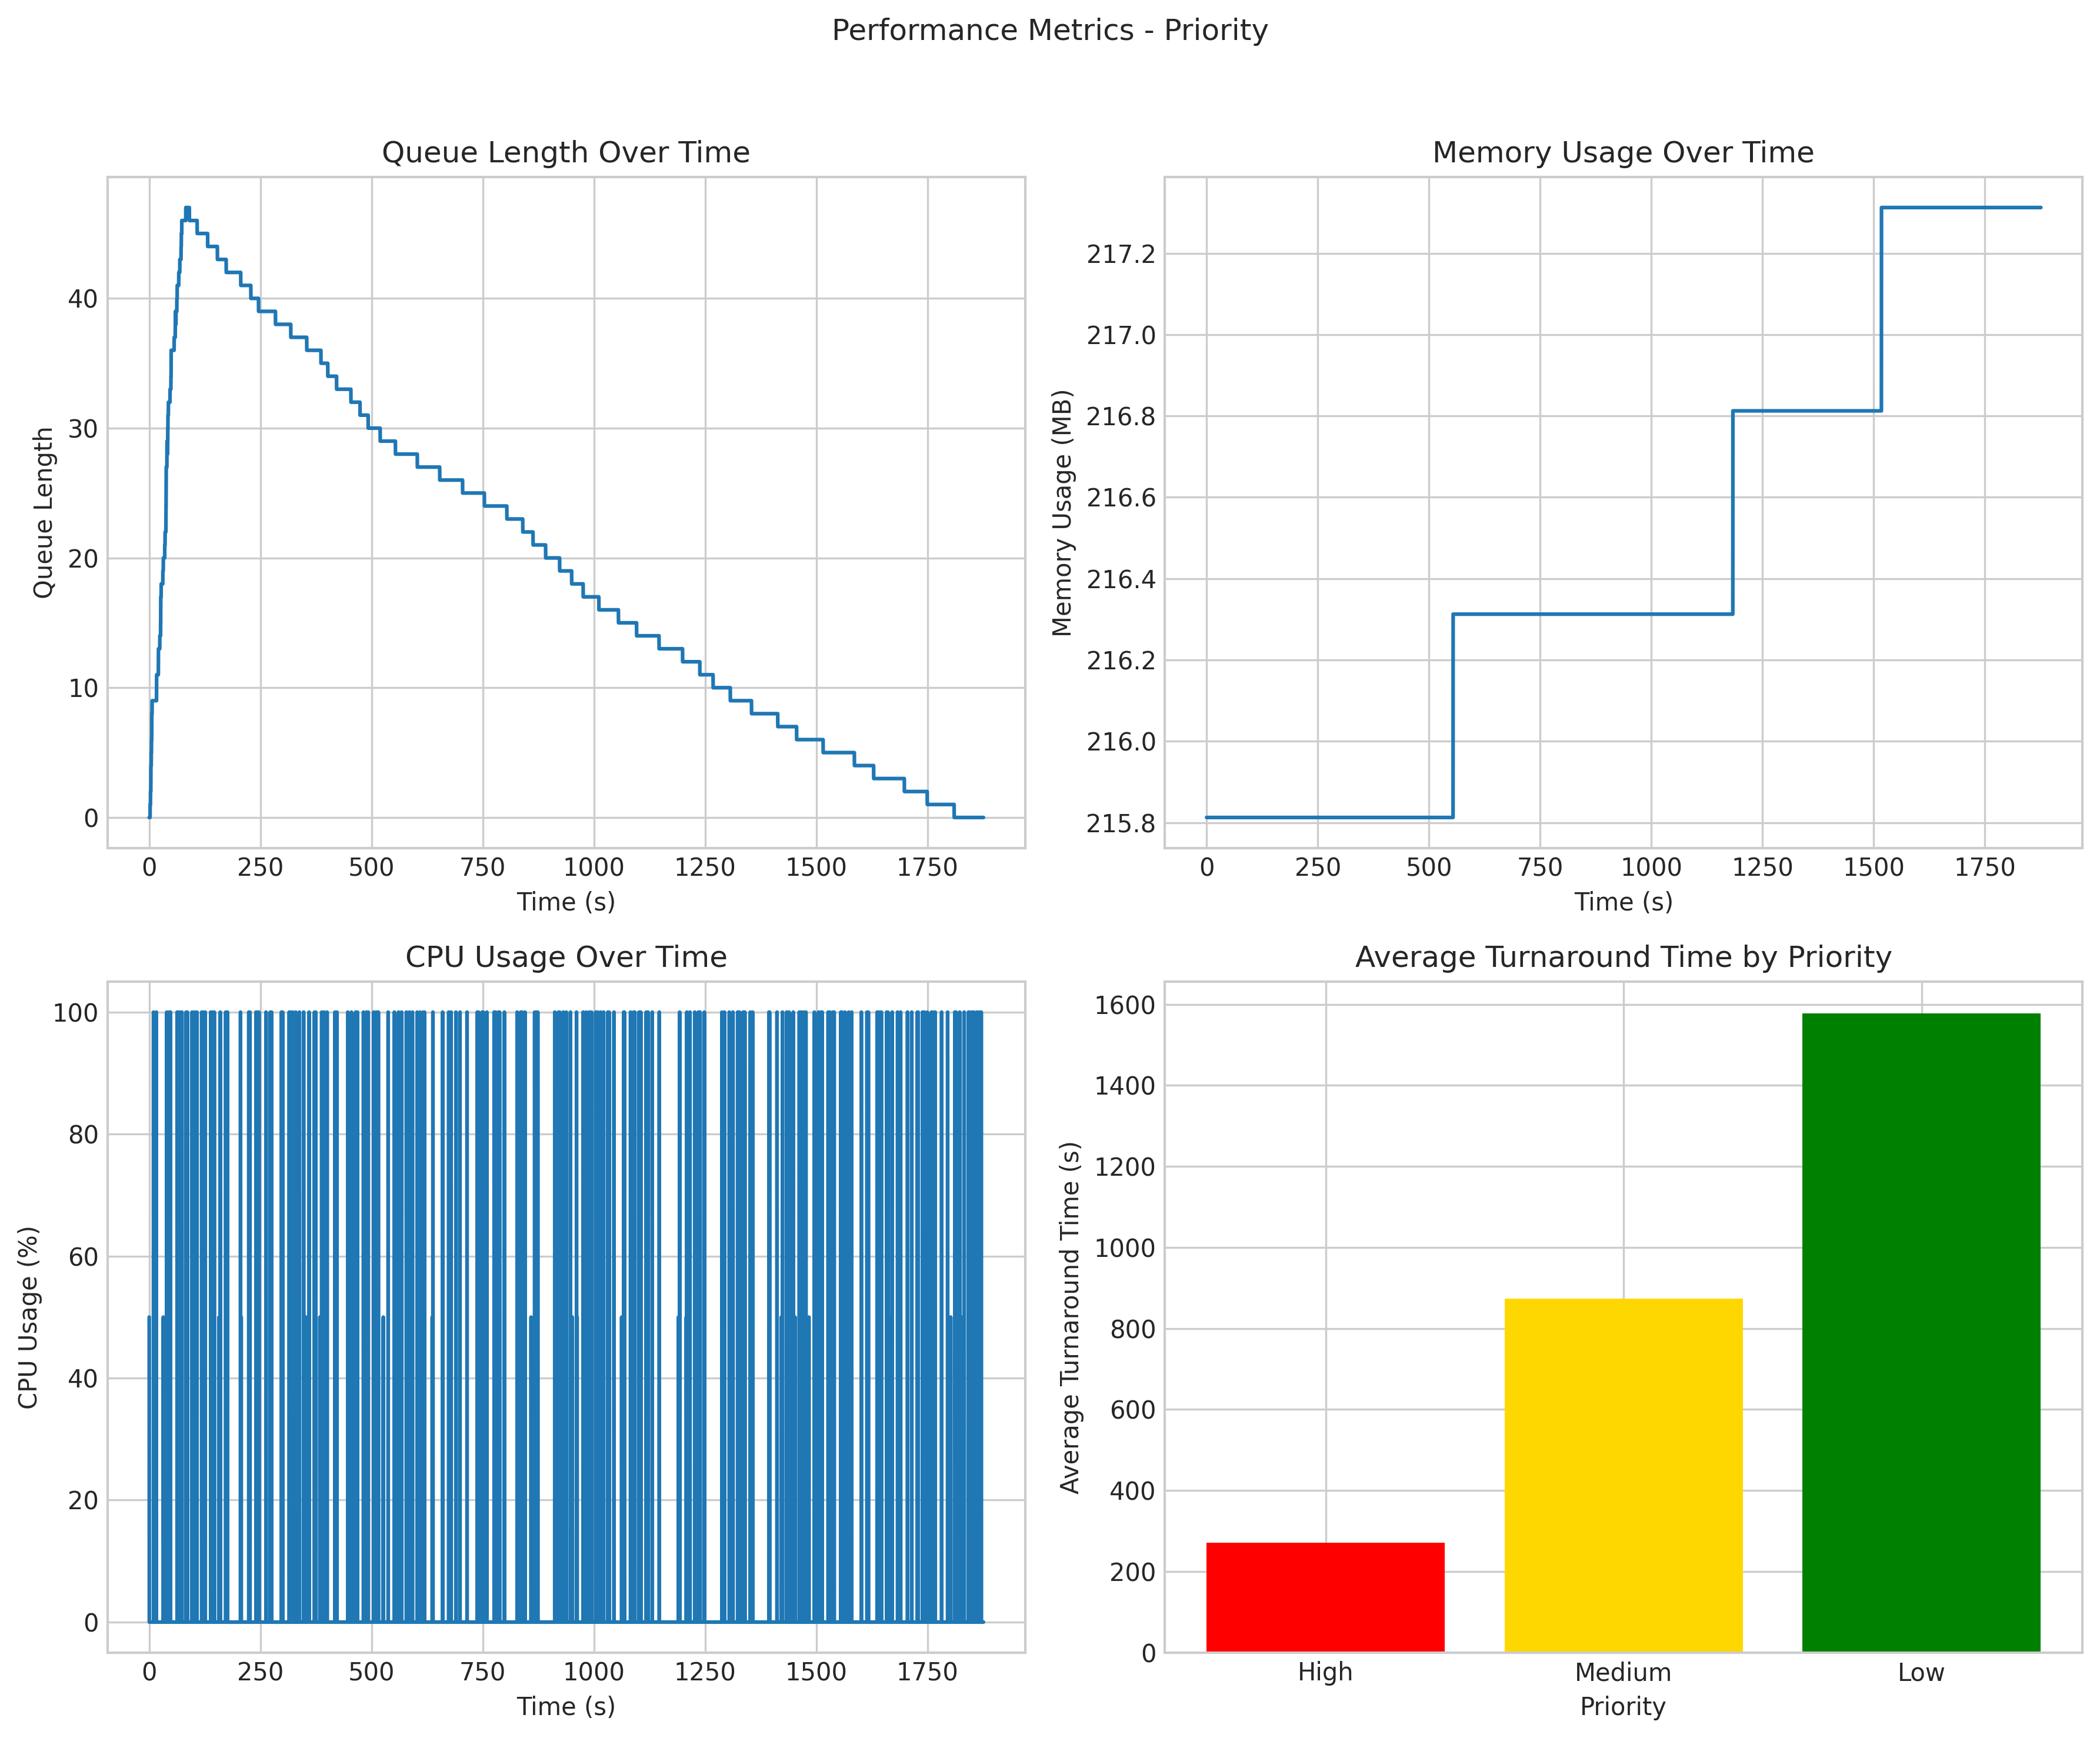 Performance Metrics - Priority
Queue Length Over Time
Queue Length
40
30
20
10
0
0 250 500 750 1000 1250 1500 1750
Time (s)
Memory Usage Over Time
Memory Usage (MB)
217.2
217.0
216.8
216.6
216.4
216.2
216.0
215.8
0 250 500 750 1000 1250 1500 1750
Time (s)
CPU Usage Over Time
CPU Usage (%)
100
80
60
40
20
0
0 250 500 750 1000 1250 1500 1750
Time (s)
Average Turnaround Time by Priority
Average Turnaround Time (s)
1600
1400
1200
1000
800
600
400
200
0
High Medium Low
Priority